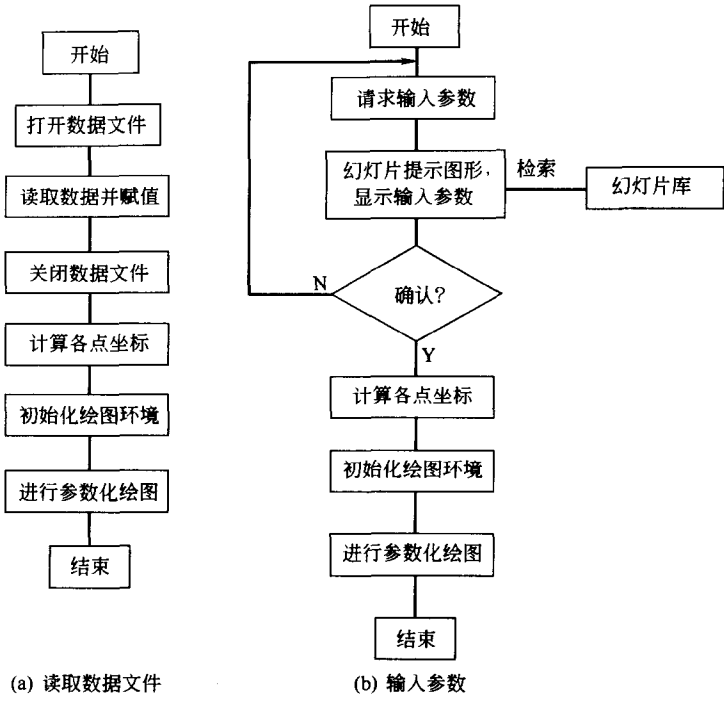 开始
打开数据文件
读取数据并赋值
关闭数据文件
计算各点坐标
初始化绘图环境
进行参数化绘图
结束
(a) 读取数据文件
开始
请求输入参数
幻灯片提示图形，
显示输入参数
检索
幻灯片库
确认?
N
Y
计算各点坐标
初始化绘图环境
进行参数化绘图
结束
(b) 输入参数